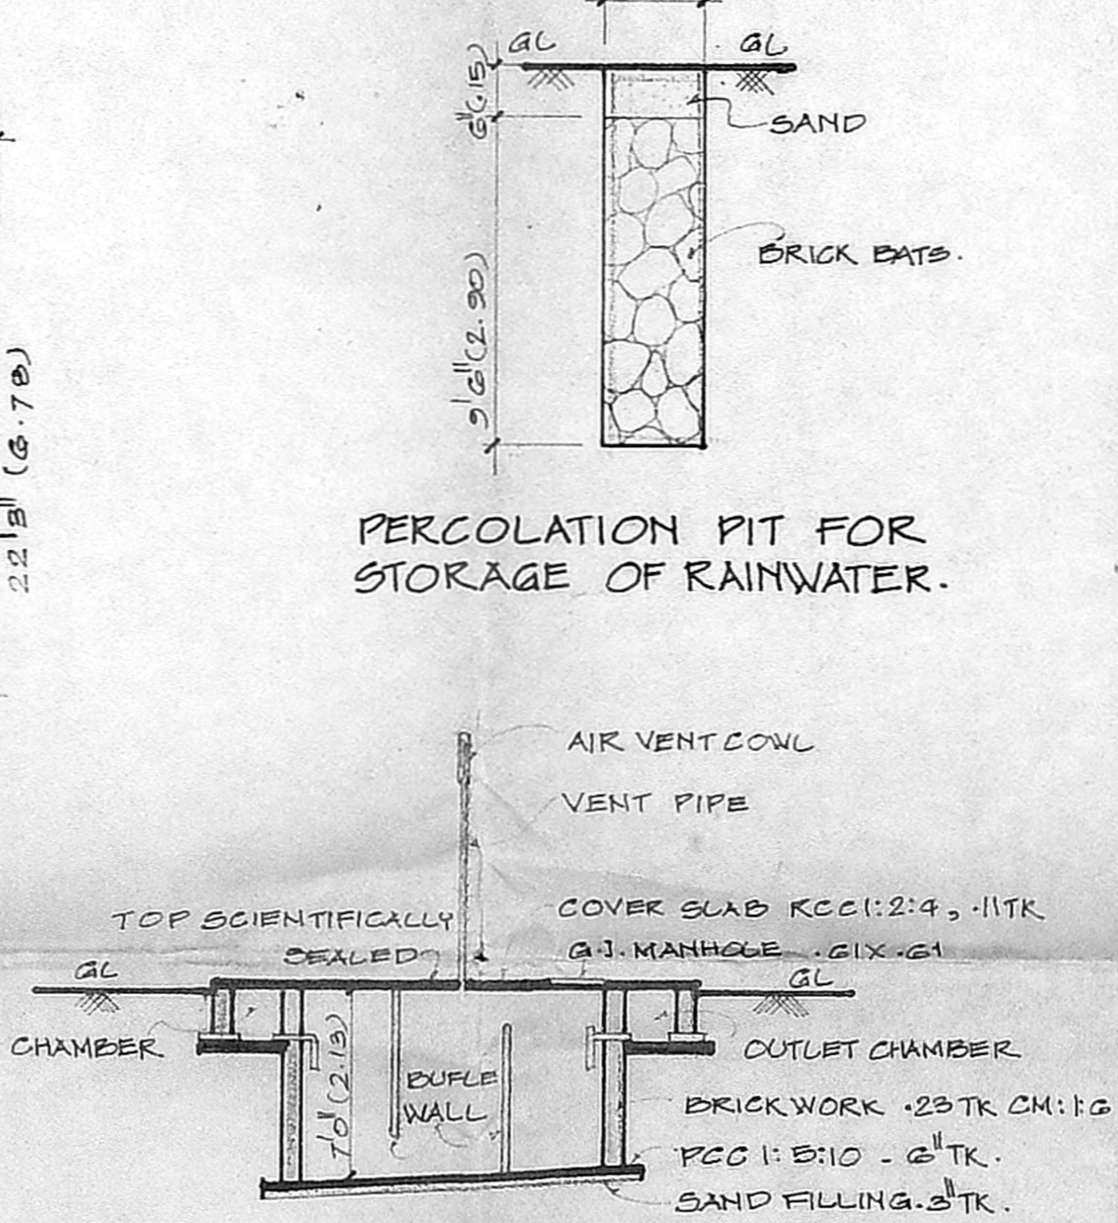 GL
GL
6"(.15)
SAND
BRICK BATS.
9'6"(2.90)
22'3" (6.78)
PERCOLATION PIT FOR
STORAGE OF RAINWATER.
AIR VENT COWL
VENT PIPE
TOP SCIENTIFICALLY
SEALED
COVER SLAB RCC 1:2:4, .11TK
G.I. MANHOLE .61X.61
GL
GL
CHAMBER
OUTLET CHAMBER
7'0" (2.13)
BUFLE
WALL
BRICK WORK .23 TK CM:1:6
PCC 1:5:10 - 6"TK.
SAND FILLING.3"TK.